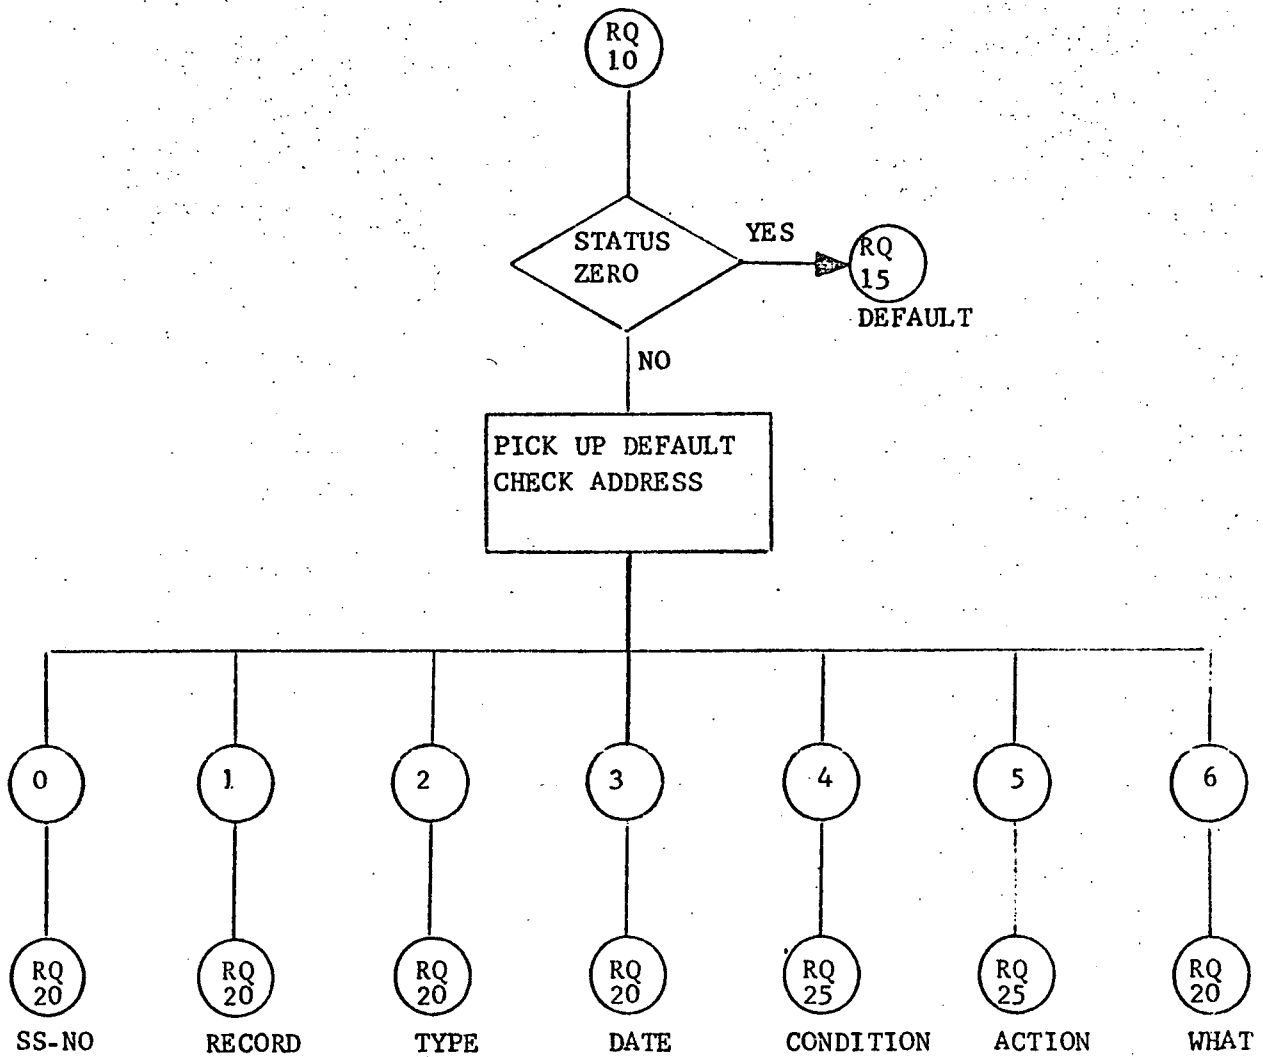 RQ
10
STATUS
ZERO
YES
RQ
15
DEFAULT
NO
PICK UP DEFAULT
CHECK ADDRESS
0
1
2
3
4
5
6
RQ
20
RQ
20
RQ
20
RQ
20
RQ
25
RQ
25
RQ
20
SS-NO
RECORD
TYPE
DATE
CONDITION
ACTION
WHAT